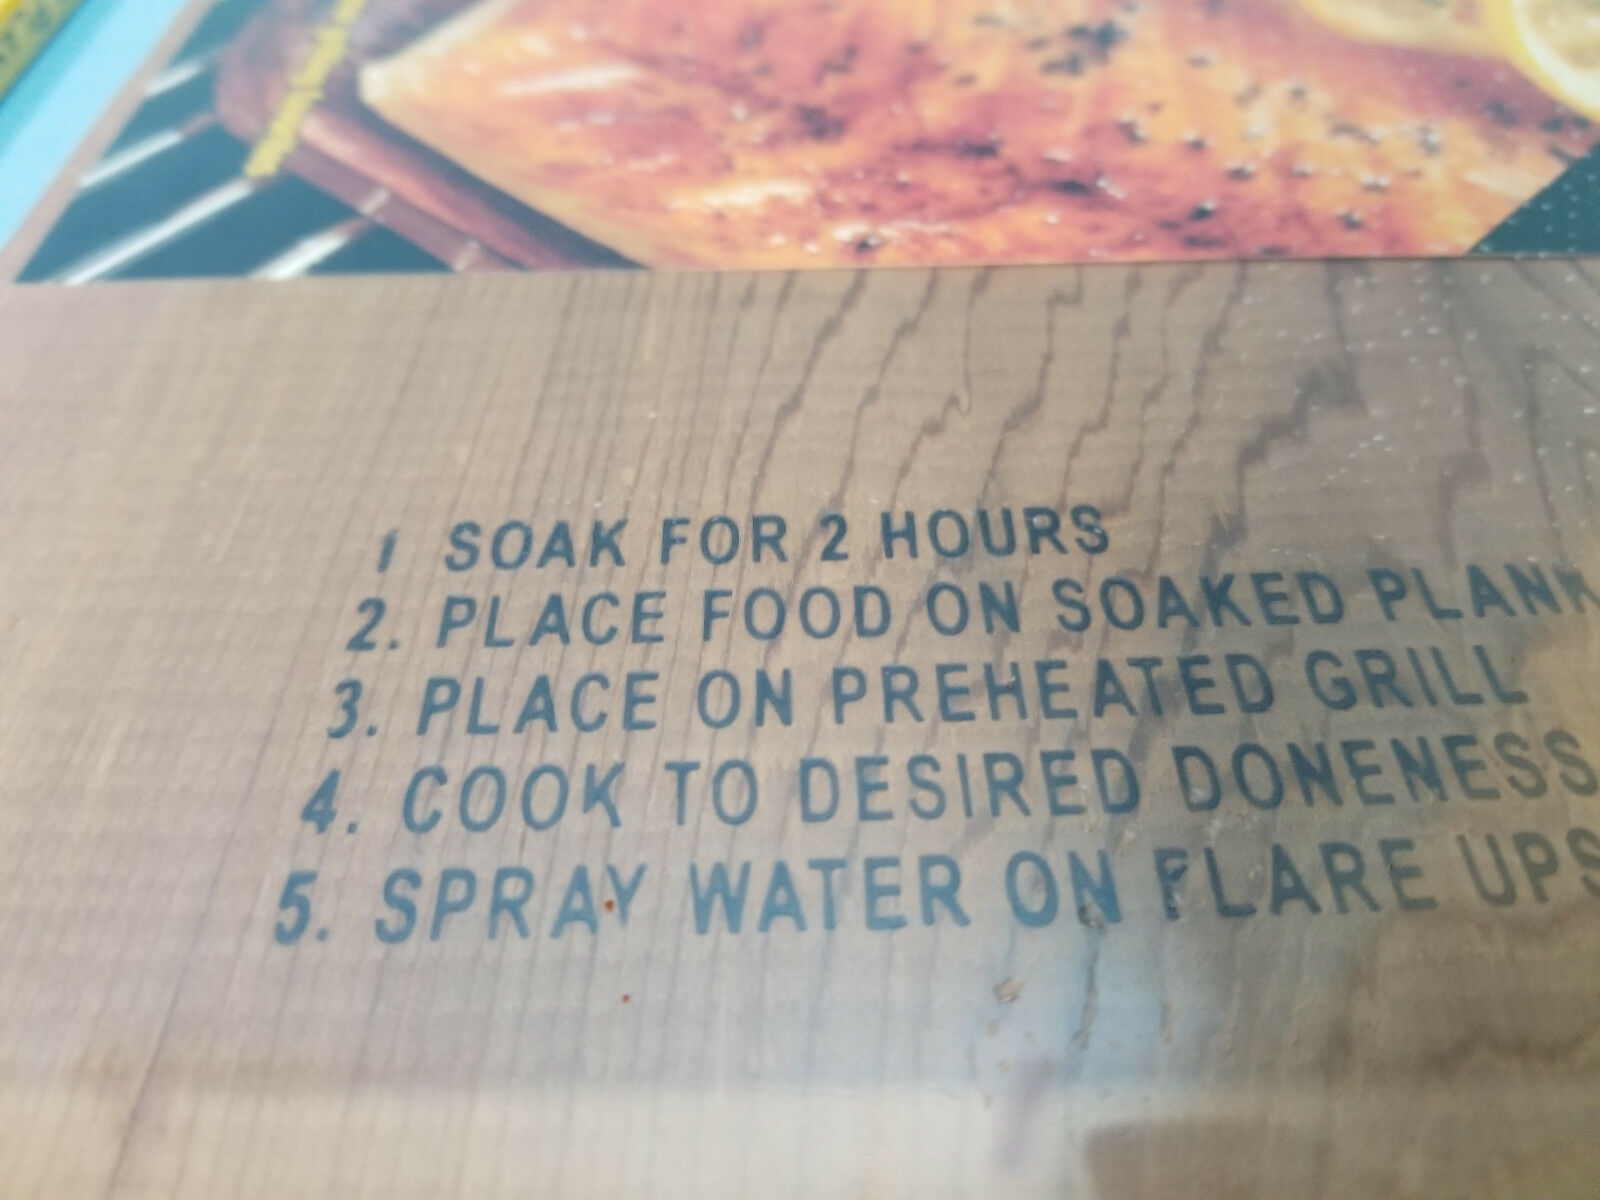 1 SOAK FOR 2 HOURS
2. PLACE FOOD ON SOAKED PLANK
3. PLACE ON PREHEATED GRILL
4. COOK TO DESIRED DONENESS
5. SPRAY WATER ON FLARE UPS